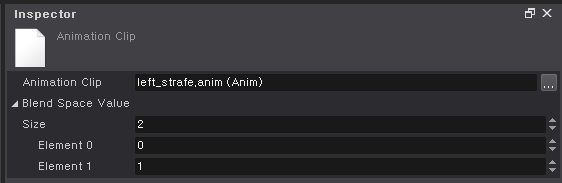 Inspector
Animation Clip
Animation Clip left_strafe,anim (Anim) ...
Blend Space Value
Size 2
Element 0 0
Element 1 1